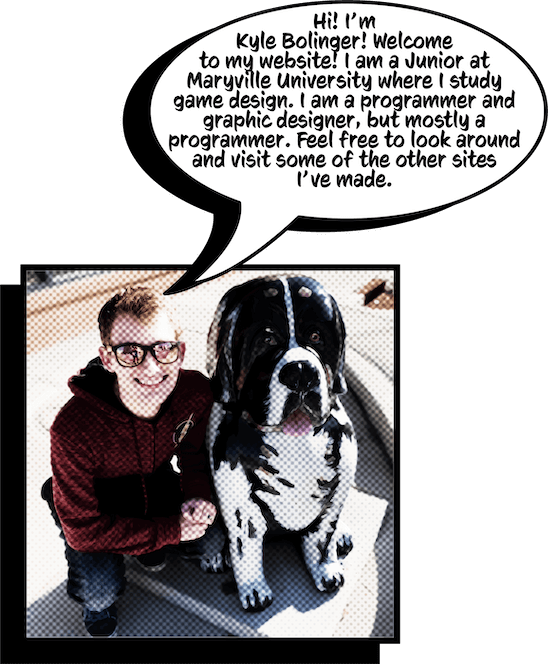 Hi! I'm
Kyle Bolinger! Welcome
to my website! I am a Junior at
Maryville University where I study
game design. I am a programmer and
graphic designer, but mostly a
programmer. Feel free to look around
and visit some of the other sites
I've made.